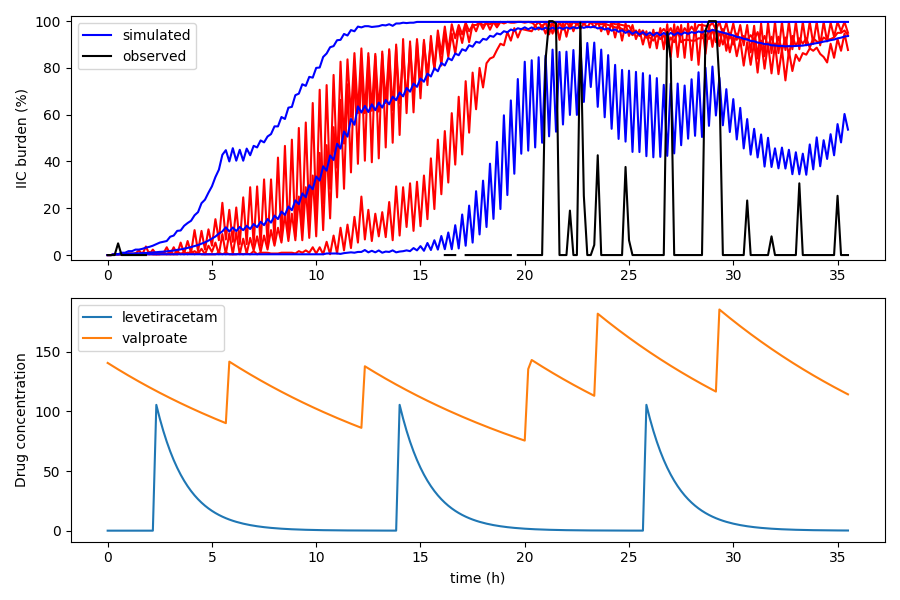 100
80
60
40
20
0
IIC burden (%)
simulated
observed
0 5 10 15 20 25 30 35
150
100
50
0
Drug concentration
levetiracetam
valproate
0 5 10 15 20 25 30 35
time (h)